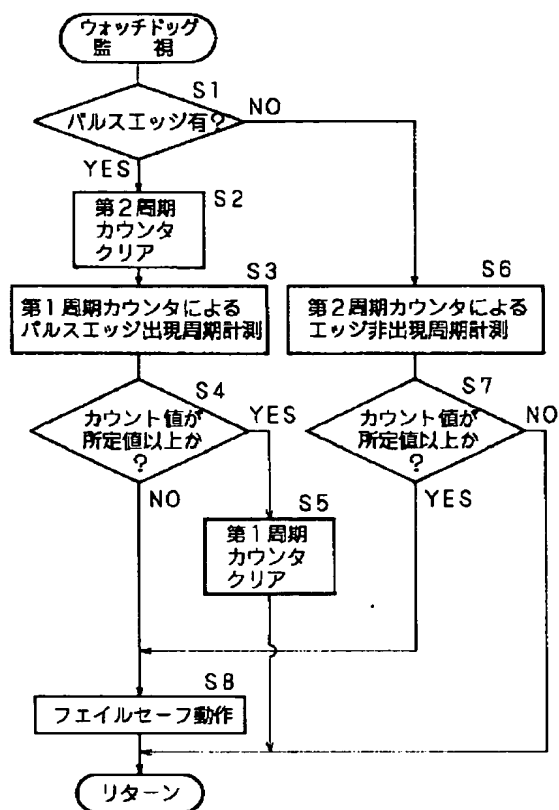 ウォッチドッグ
監視
S1
パルスエッジ有?
NO
YES
第2周期
カウンタ
クリア
S2
S3
第1周期カウンタによる
パルスエッジ出現周期計測
S6
第2周期カウンタによる
エッジ非出現周期計測
S4
カウント値が
所定値以上か
?
YES
NO
S7
カウント値が
所定値以上か
?
NO
YES
S5
第1周期
カウンタ
クリア
S8
フェイルセーフ動作
リターン